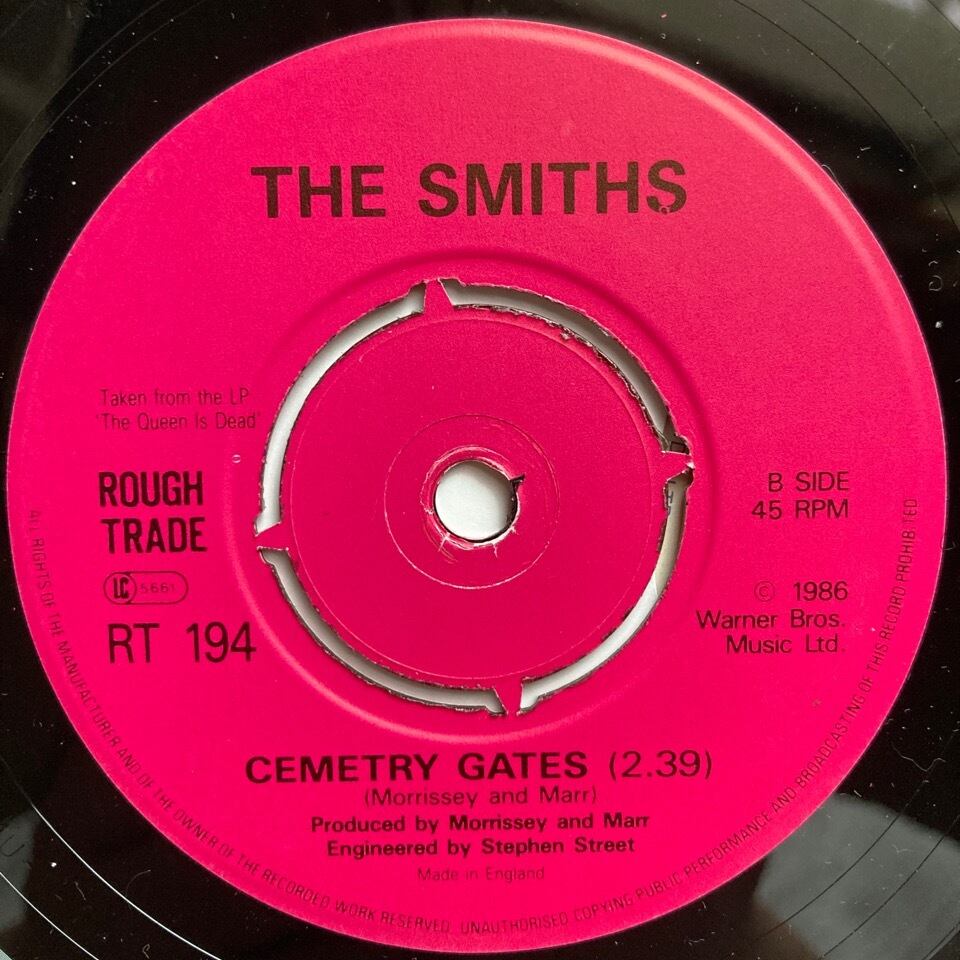 THE SMITHS
Taken from the LP
'The Queen Is Dead'
ROUGH
TRADE
LC 5661
RT 194
B SIDE
45 RPM
© 1986
Warner Bros.
Music Ltd.
CEMETRY GATES (2.39)
(Morrissey and Marr)
Produced by Morrissey and Marr
Engineered by Stephen Street
Made in England
ALL RIGHTS OF THE MANUFACTURER AND OF THE OWNER OF THE RECORDED WORK RESERVED. UNAUTHORISED COPYING PUBLIC PERFORMANCE AND BROADCASTING OF THIS RECORD PROHIBITED